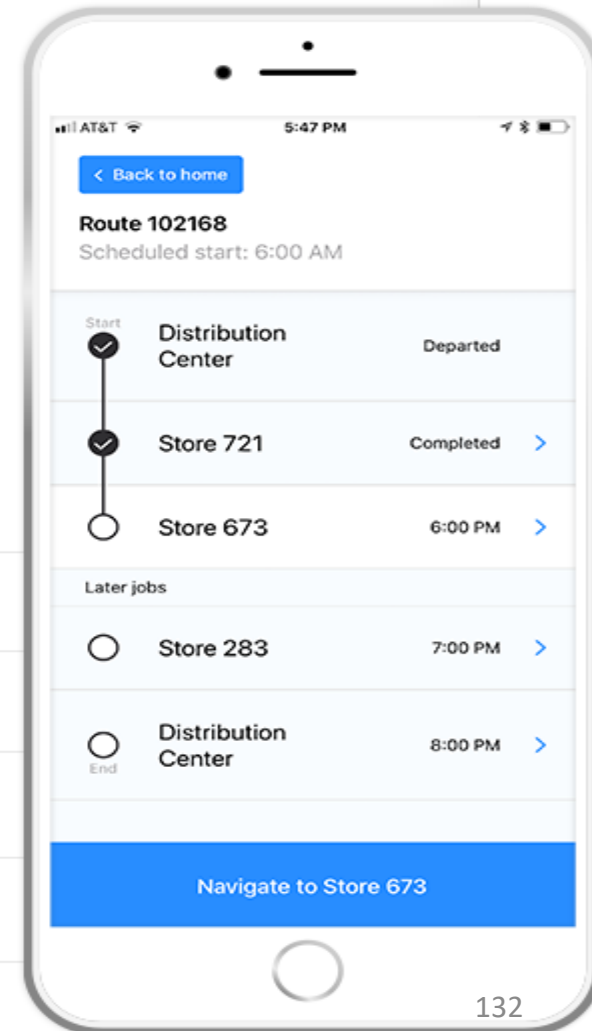 AT&T 5:47 PM
< Back to home
Route 102168
Scheduled start: 6:00 AM
Start
Distribution
Center
Departed
Store 721 Completed >
Store 673 6:00 PM >
Later jobs
Store 283 7:00 PM >
Distribution
Center
8:00 PM >
End
Navigate to Store 673
132